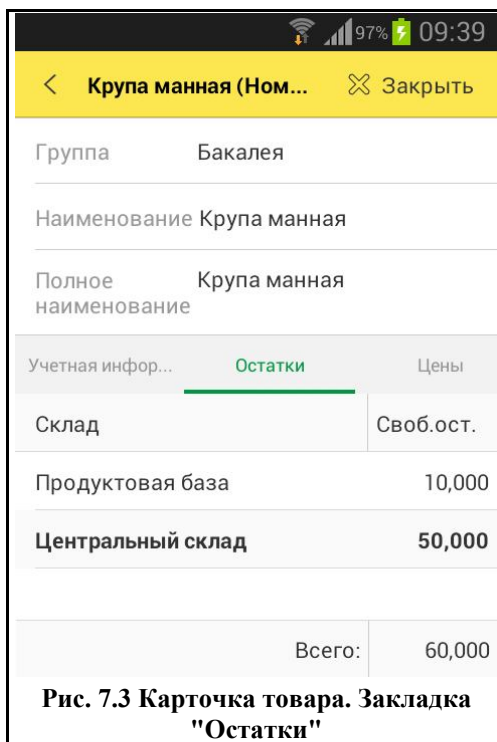 97% 09:39
Крупа манная (Ном... Закрыть
Группа Бакалея
Наименование Крупа манная
Полное Крупа манная
наименование
Учетная инфор... Остатки Цены
Склад Своб.ост.
Продуктовая база 10,000
Центральный склад 50,000
Всего: 60,000
Рис. 7.3 Карточка товара. Закладка
"Остатки"